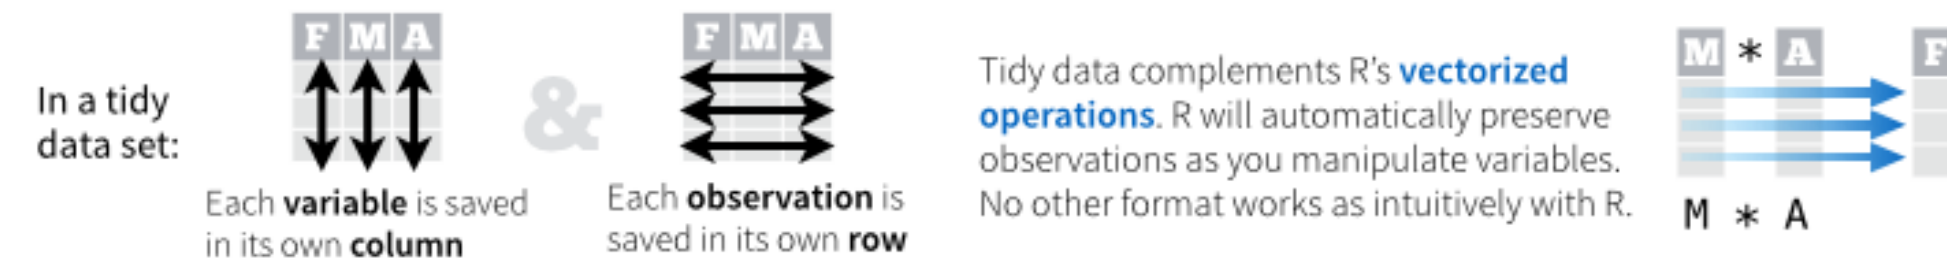 In a tidy
data set:
F M A
Each variable is saved
in its own column
&
F M A
Each observation is
saved in its own row
Tidy data complements R's vectorized
operations. R will automatically preserve
observations as you manipulate variables.
No other format works as intuitively with R.
M * A F
M * A